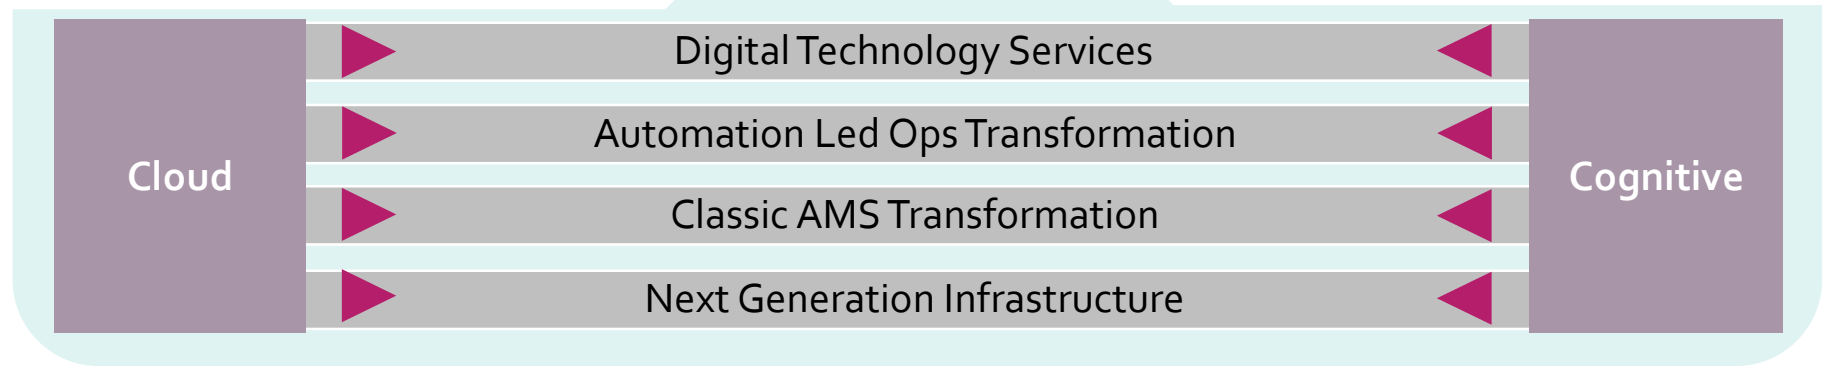 Digital Technology Services
Automation Led Ops Transformation
Cloud
Cognitive
Classic AMS Transformation
Next Generation Infrastructure